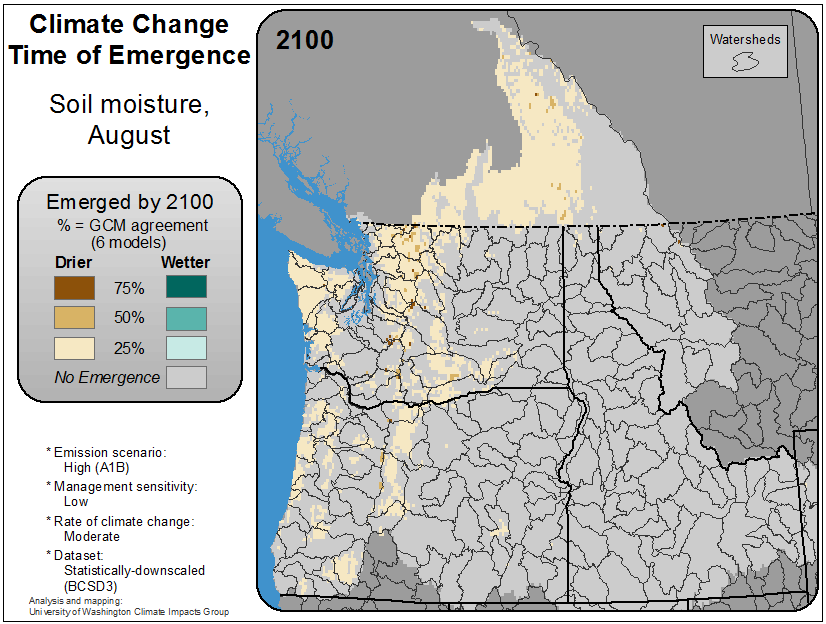 Climate Change
Time of Emergence
Soil moisture,
August
Emerged by 2100
% = GCM agreement
(6 models)
Drier Wetter
75%
50%
25%
No Emergence
* Emission scenario:
High (A1B)
* Management sensitivity:
Low
* Rate of climate change:
Moderate
* Dataset:
Statistically-downscaled
(BCSD3)
Analysis and mapping:
University of Washington Climate Impacts Group
2100
Watersheds